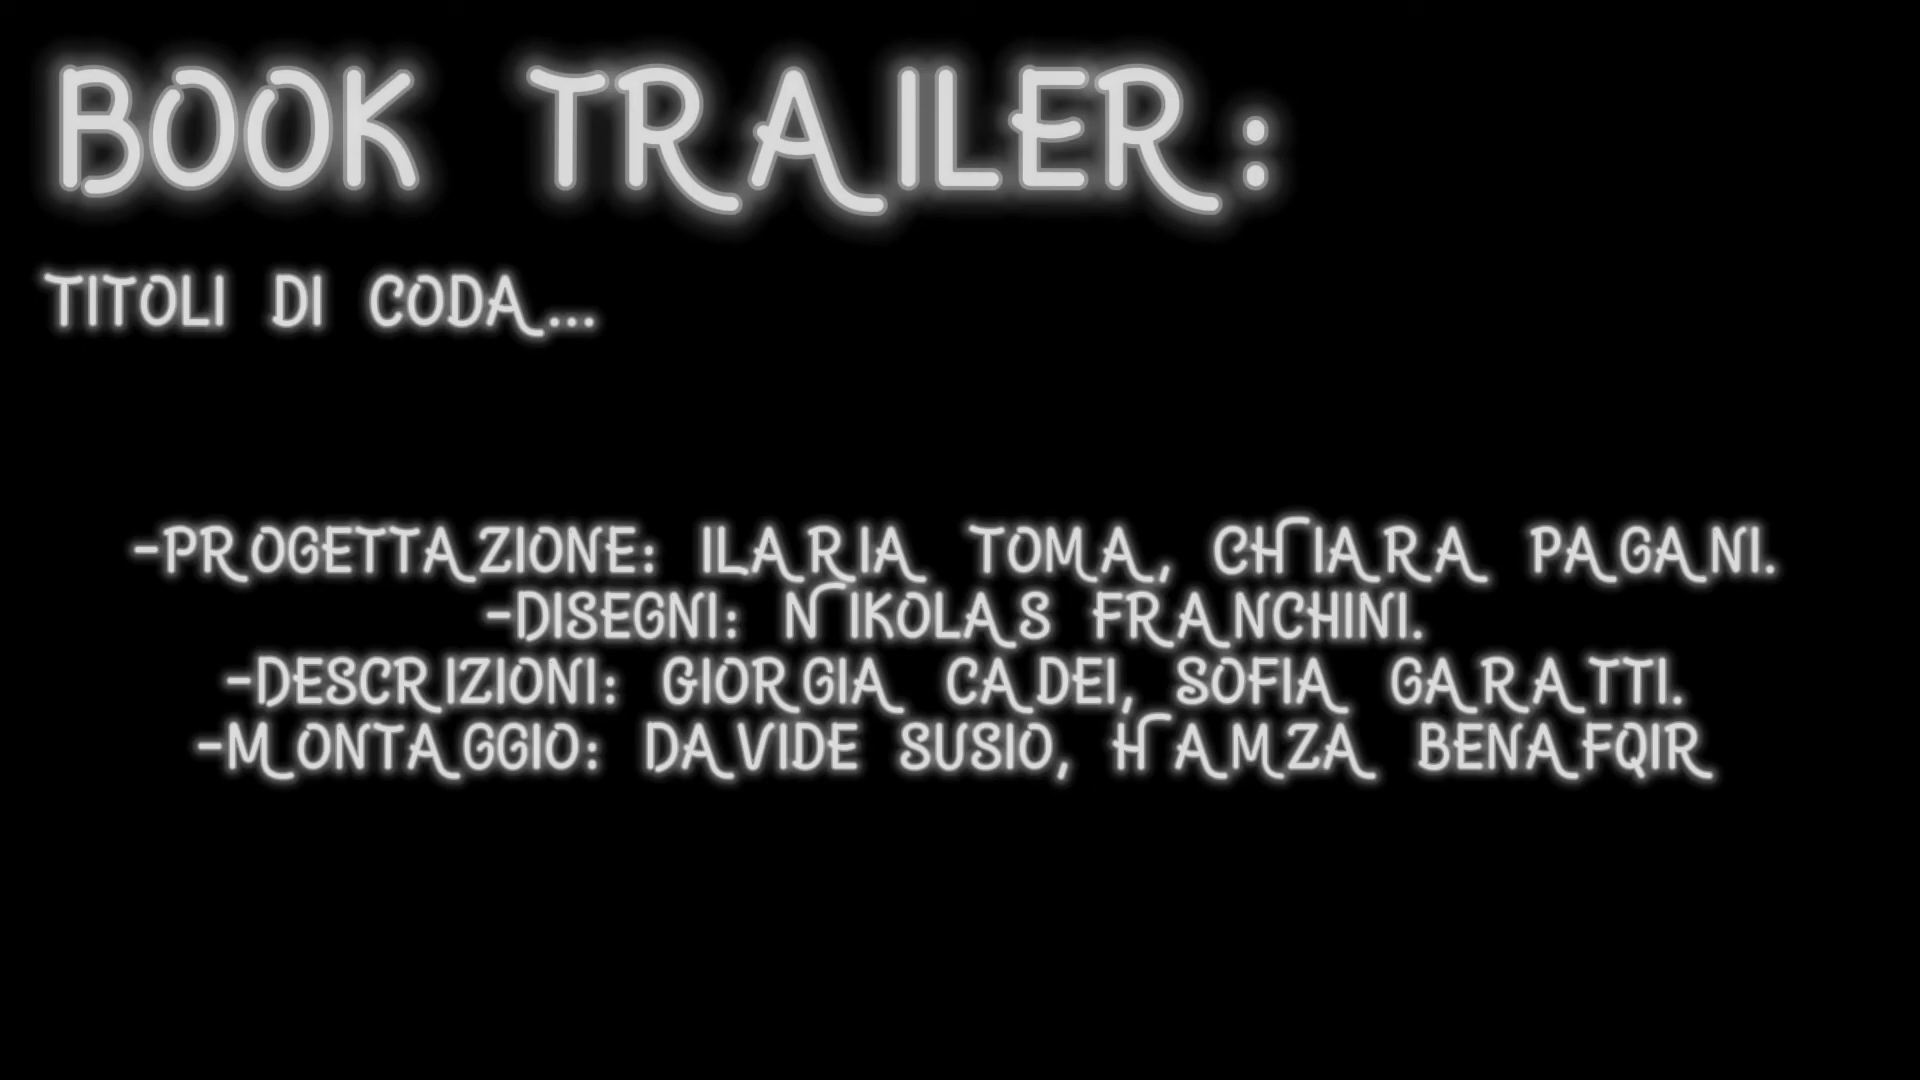 BOOK TRAILER:
TITOLI DI CODA...
-PROGETTAZIONE: ILARIA TOMA, CHIARA PAGANI.
-DISEGNI: NIKOLAS FRANCHINI.
-DESCRIZIONI: GIORGIA CADEI, SOFIA GARATTI.
-MONTAGGIO: DAVIDE SUSIO, HAMZA BENAFQIR